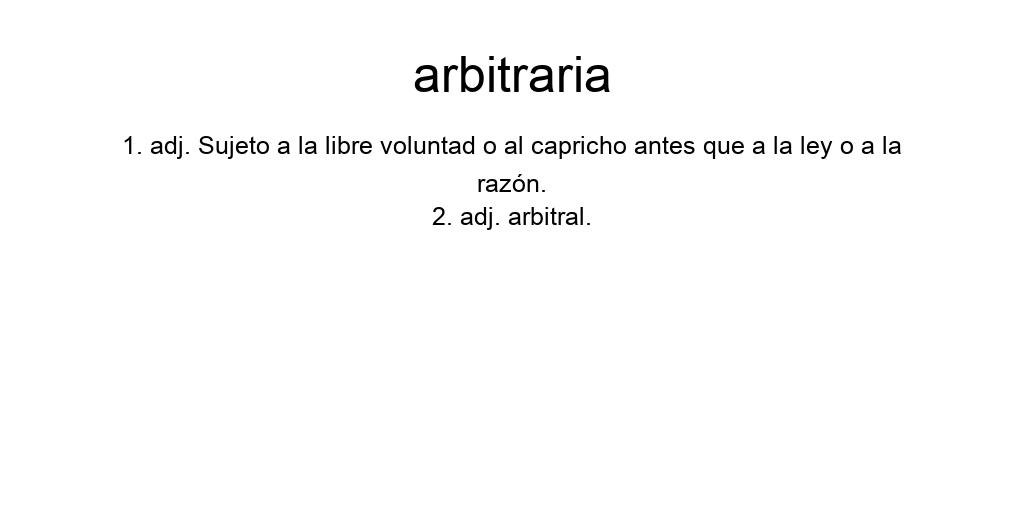 arbitraria
1. adj. Sujeto a la libre voluntad o al capricho antes que a la ley o a la
razón.
2. adj. arbitral.